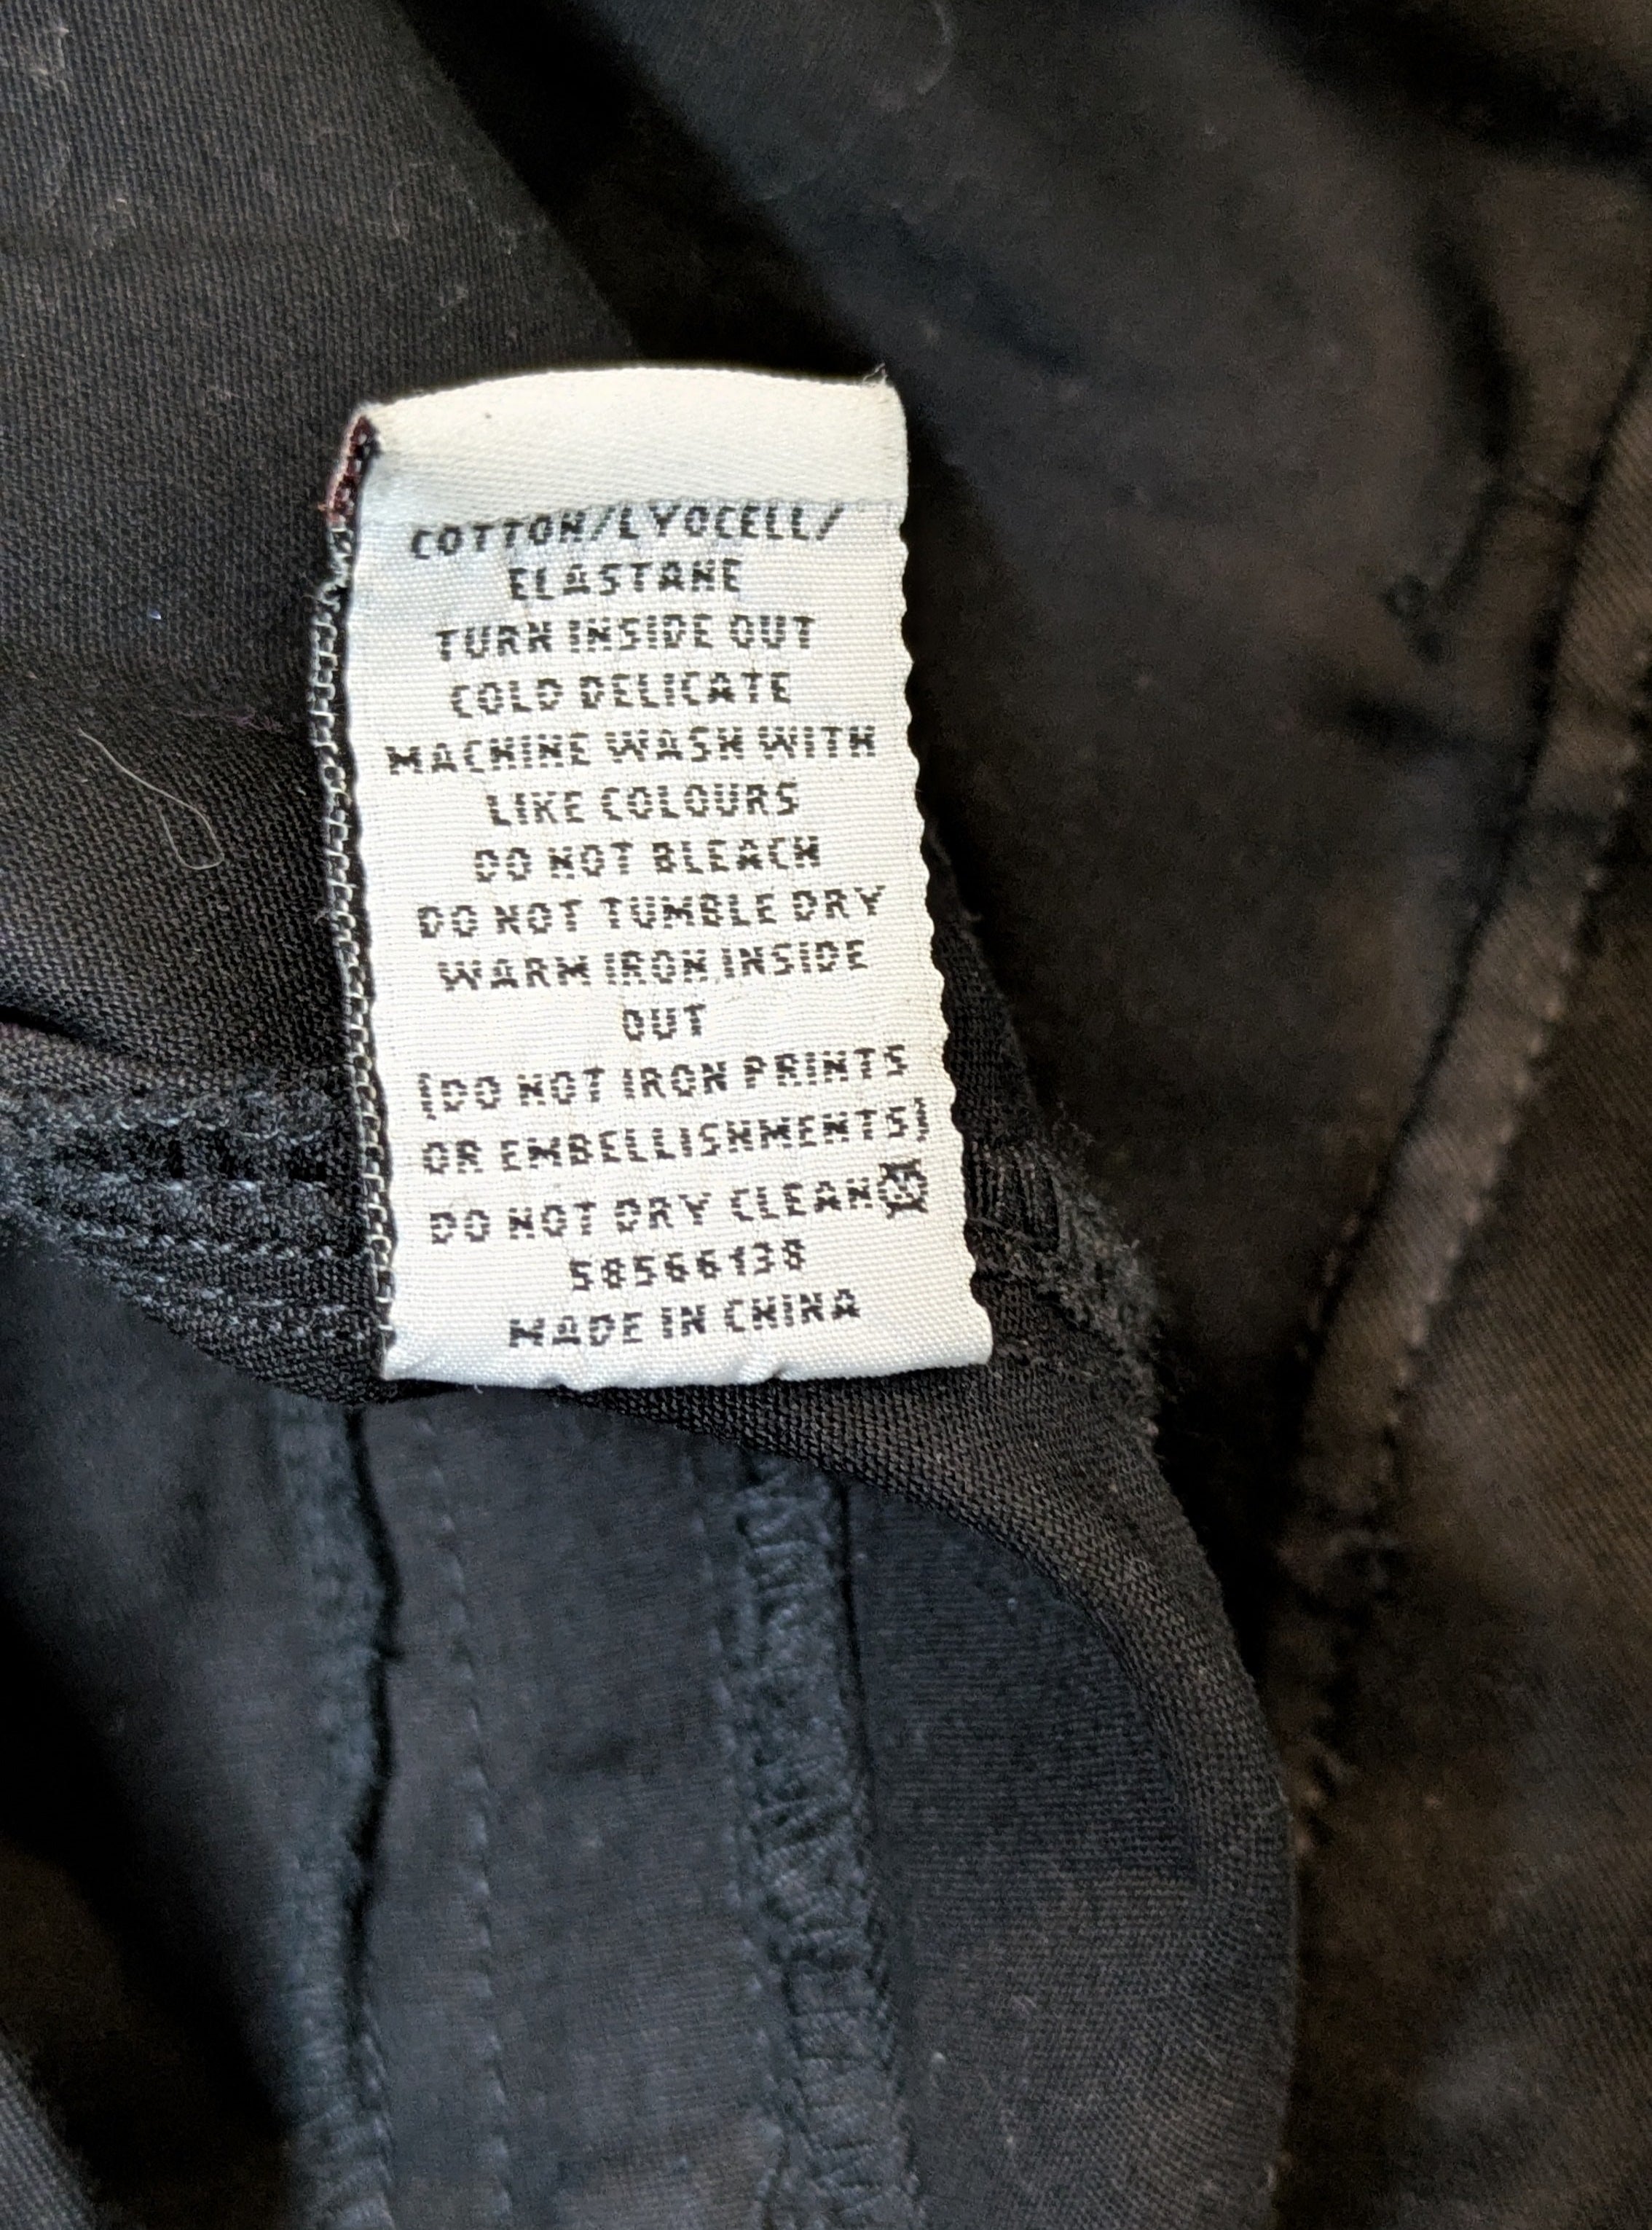 COTTON/LYOCELL/
ELASTANE
TURN INSIDE OUT
COLD DELICATE
MACHINE WASH WITH
LIKE COLOURS
DO NOT BLEACH
DO NOT TUMBLE DRY
WARM IRON INSIDE
OUT
(DO NOT IRON PRINTS
OR EMBELLISHMENTS)
DO NOT DRY CLEAN
58566138
MADE IN CHINA